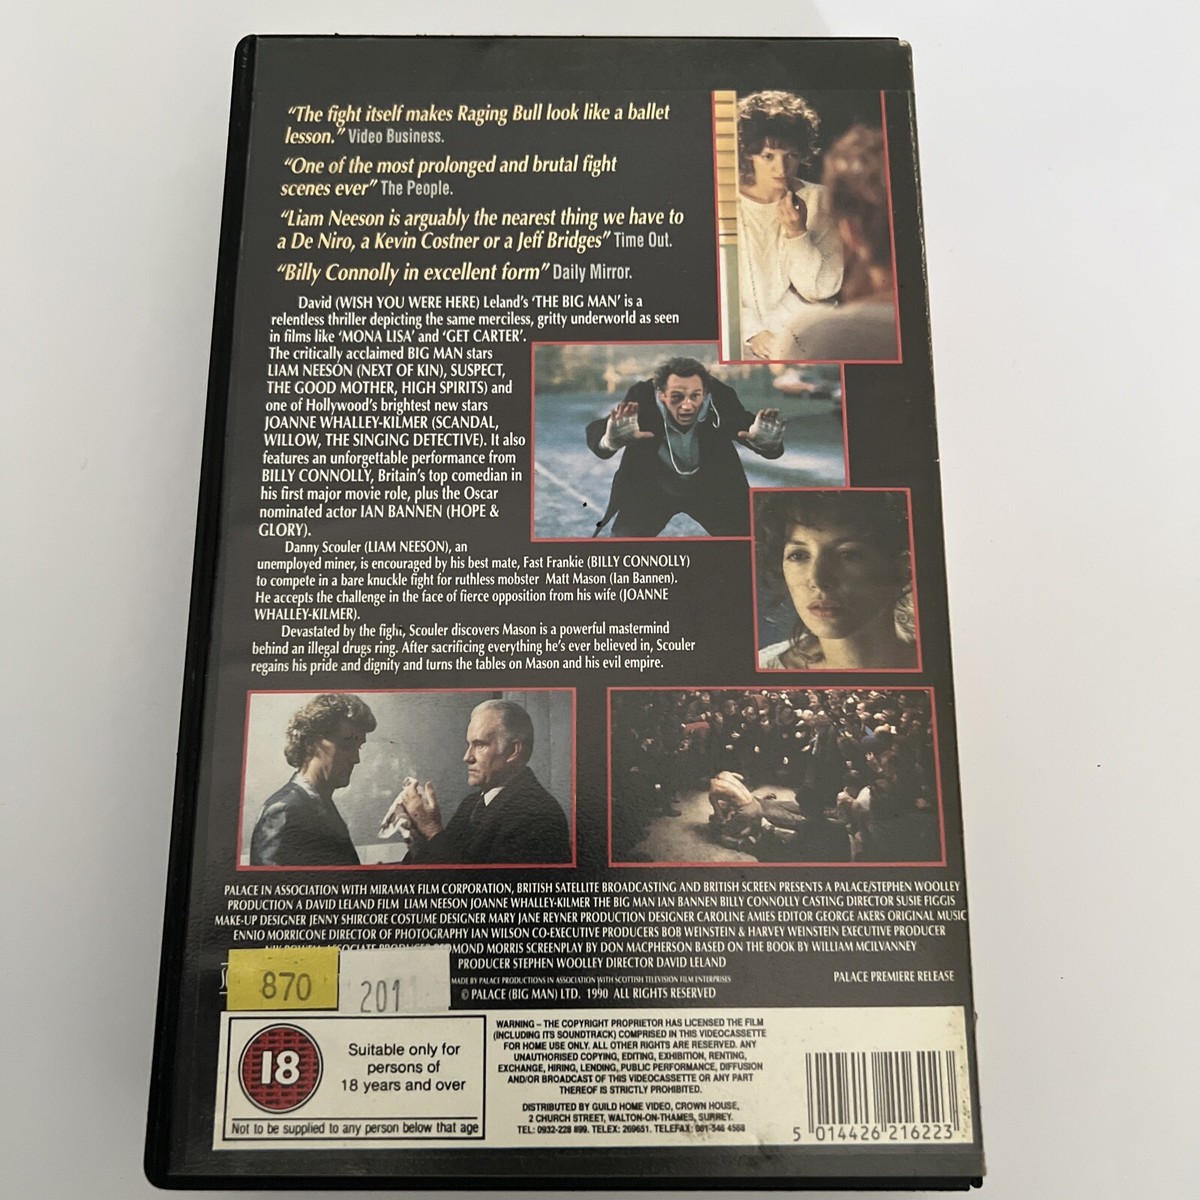 “The fight itself makes Raging Bull look like a ballet
lesson.” Video Business.
“One of the most prolonged and brutal fight
scenes ever” The People.
“Liam Neeson is arguably the nearest thing we have to
a De Niro, a Kevin Costner or a Jeff Bridges” Time Out.
“Billy Connolly in excellent form” Daily Mirror.
David (WISH YOU WERE HERE) Leland's ‘THE BIG MAN’ is a
relentless thriller depicting the same merciless, gritty underworld as seen
in films like ‘MONA LISA’ and ‘GET CARTER’.
The critically acclaimed BIG MAN stars
LIAM NEESON (NEXT OF KIN), SUSPECT,
THE GOOD MOTHER, HIGH SPIRITS) and
one of Hollywood's brightest new stars
JOANNE WHALLEY-KILMER (SCANDAL,
WILLOW, THE SINGING DETECTIVE). It also
features an unforgettable performance from
BILLY CONNOLLY, Britain's top comedian in
his first major movie role, plus the Oscar
nominated actor IAN BANNEN (HOPE &
GLORY).
Danny Scouler (LIAM NEESON), an
unemployed miner, is encouraged by his best mate, Fast Frankie (BILLY CONNOLLY)
to compete in a bare knuckle fight for ruthless mobster Matt Mason (Ian Bannen).
He accepts the challenge in the face of fierce opposition from his wife (JOANNE
WHALLEY-KILMER).
Devastated by the fight, Scouler discovers Mason is a powerful mastermind
behind an illegal drugs ring. After sacrificing everything he's ever believed in, Scouler
regains his pride and dignity and turns the tables on Mason and his evil empire.
PALACE IN ASSOCIATION WITH MIRAMAX FILM CORPORATION, BRITISH SATELLITE BROADCASTING AND BRITISH SCREEN PRESENTS A PALACE/STEPHEN WOOLLEY
PRODUCTION A DAVID LELAND FILM LIAM NEESON JOANNE WHALLEY-KILMER THE BIG MAN IAN BANNEN BILLY CONNOLLY CASTING DIRECTOR SUSIE FIGGIS
MAKE-UP DESIGNER JENNY SHIRCORE COSTUME DESIGNER MARY JANE REYNER PRODUCTION DESIGNER CAROLINE AMIES EDITOR GEORGE AKERS ORIGINAL MUSIC
ENNIO MORRICONE DIRECTOR OF PHOTOGRAPHY IAN WILSON CO-EXECUTIVE PRODUCERS BOB WEINSTEIN & HARVEY WEINSTEIN EXECUTIVE PRODUCER
MOND MORRIS SCREENPLAY BY DON MACPHERSON BASED ON THE BOOK BY WILLIAM MCILVANNEY
PRODUCER STEPHEN WOOLLEY DIRECTOR DAVID LELAND
MADE BY PALACE PRODUCTIONS IN ASSOCIATION WITH SCOTTISH TELEVISION FILM ENTERPRISES
PALACE PREMIERE RELEASE
© PALACE (BIG MAN) LTD. 1990 ALL RIGHTS RESERVED
870
201
18
Suitable only for
persons of
18 years and over
Not to be supplied to any person below that age
WARNING – THE COPYRIGHT PROPRIETOR HAS LICENSED THE FILM
(INCLUDING ITS SOUNDTRACK) COMPRISED IN THIS VIDEOCASSETTE
FOR HOME USE ONLY. ALL OTHER RIGHTS ARE RESERVED. ANY
UNAUTHORISED COPYING, EDITING, EXHIBITION, RENTING,
EXCHANGE, HIRING, LENDING, PUBLIC PERFORMANCE, DIFFUSION
AND/OR BROADCAST OF THIS VIDEOCASSETTE OR ANY PART
THEREOF IS STRICTLY PROHIBITED.
DISTRIBUTED BY GUILD HOME VIDEO, CROWN HOUSE,
2 CHURCH STREET, WALTON-ON-THAMES, SURREY.
TEL: 0932-228 899. TELEX: 269651. TELEFAX: 081-546 4568
5 014426 216223